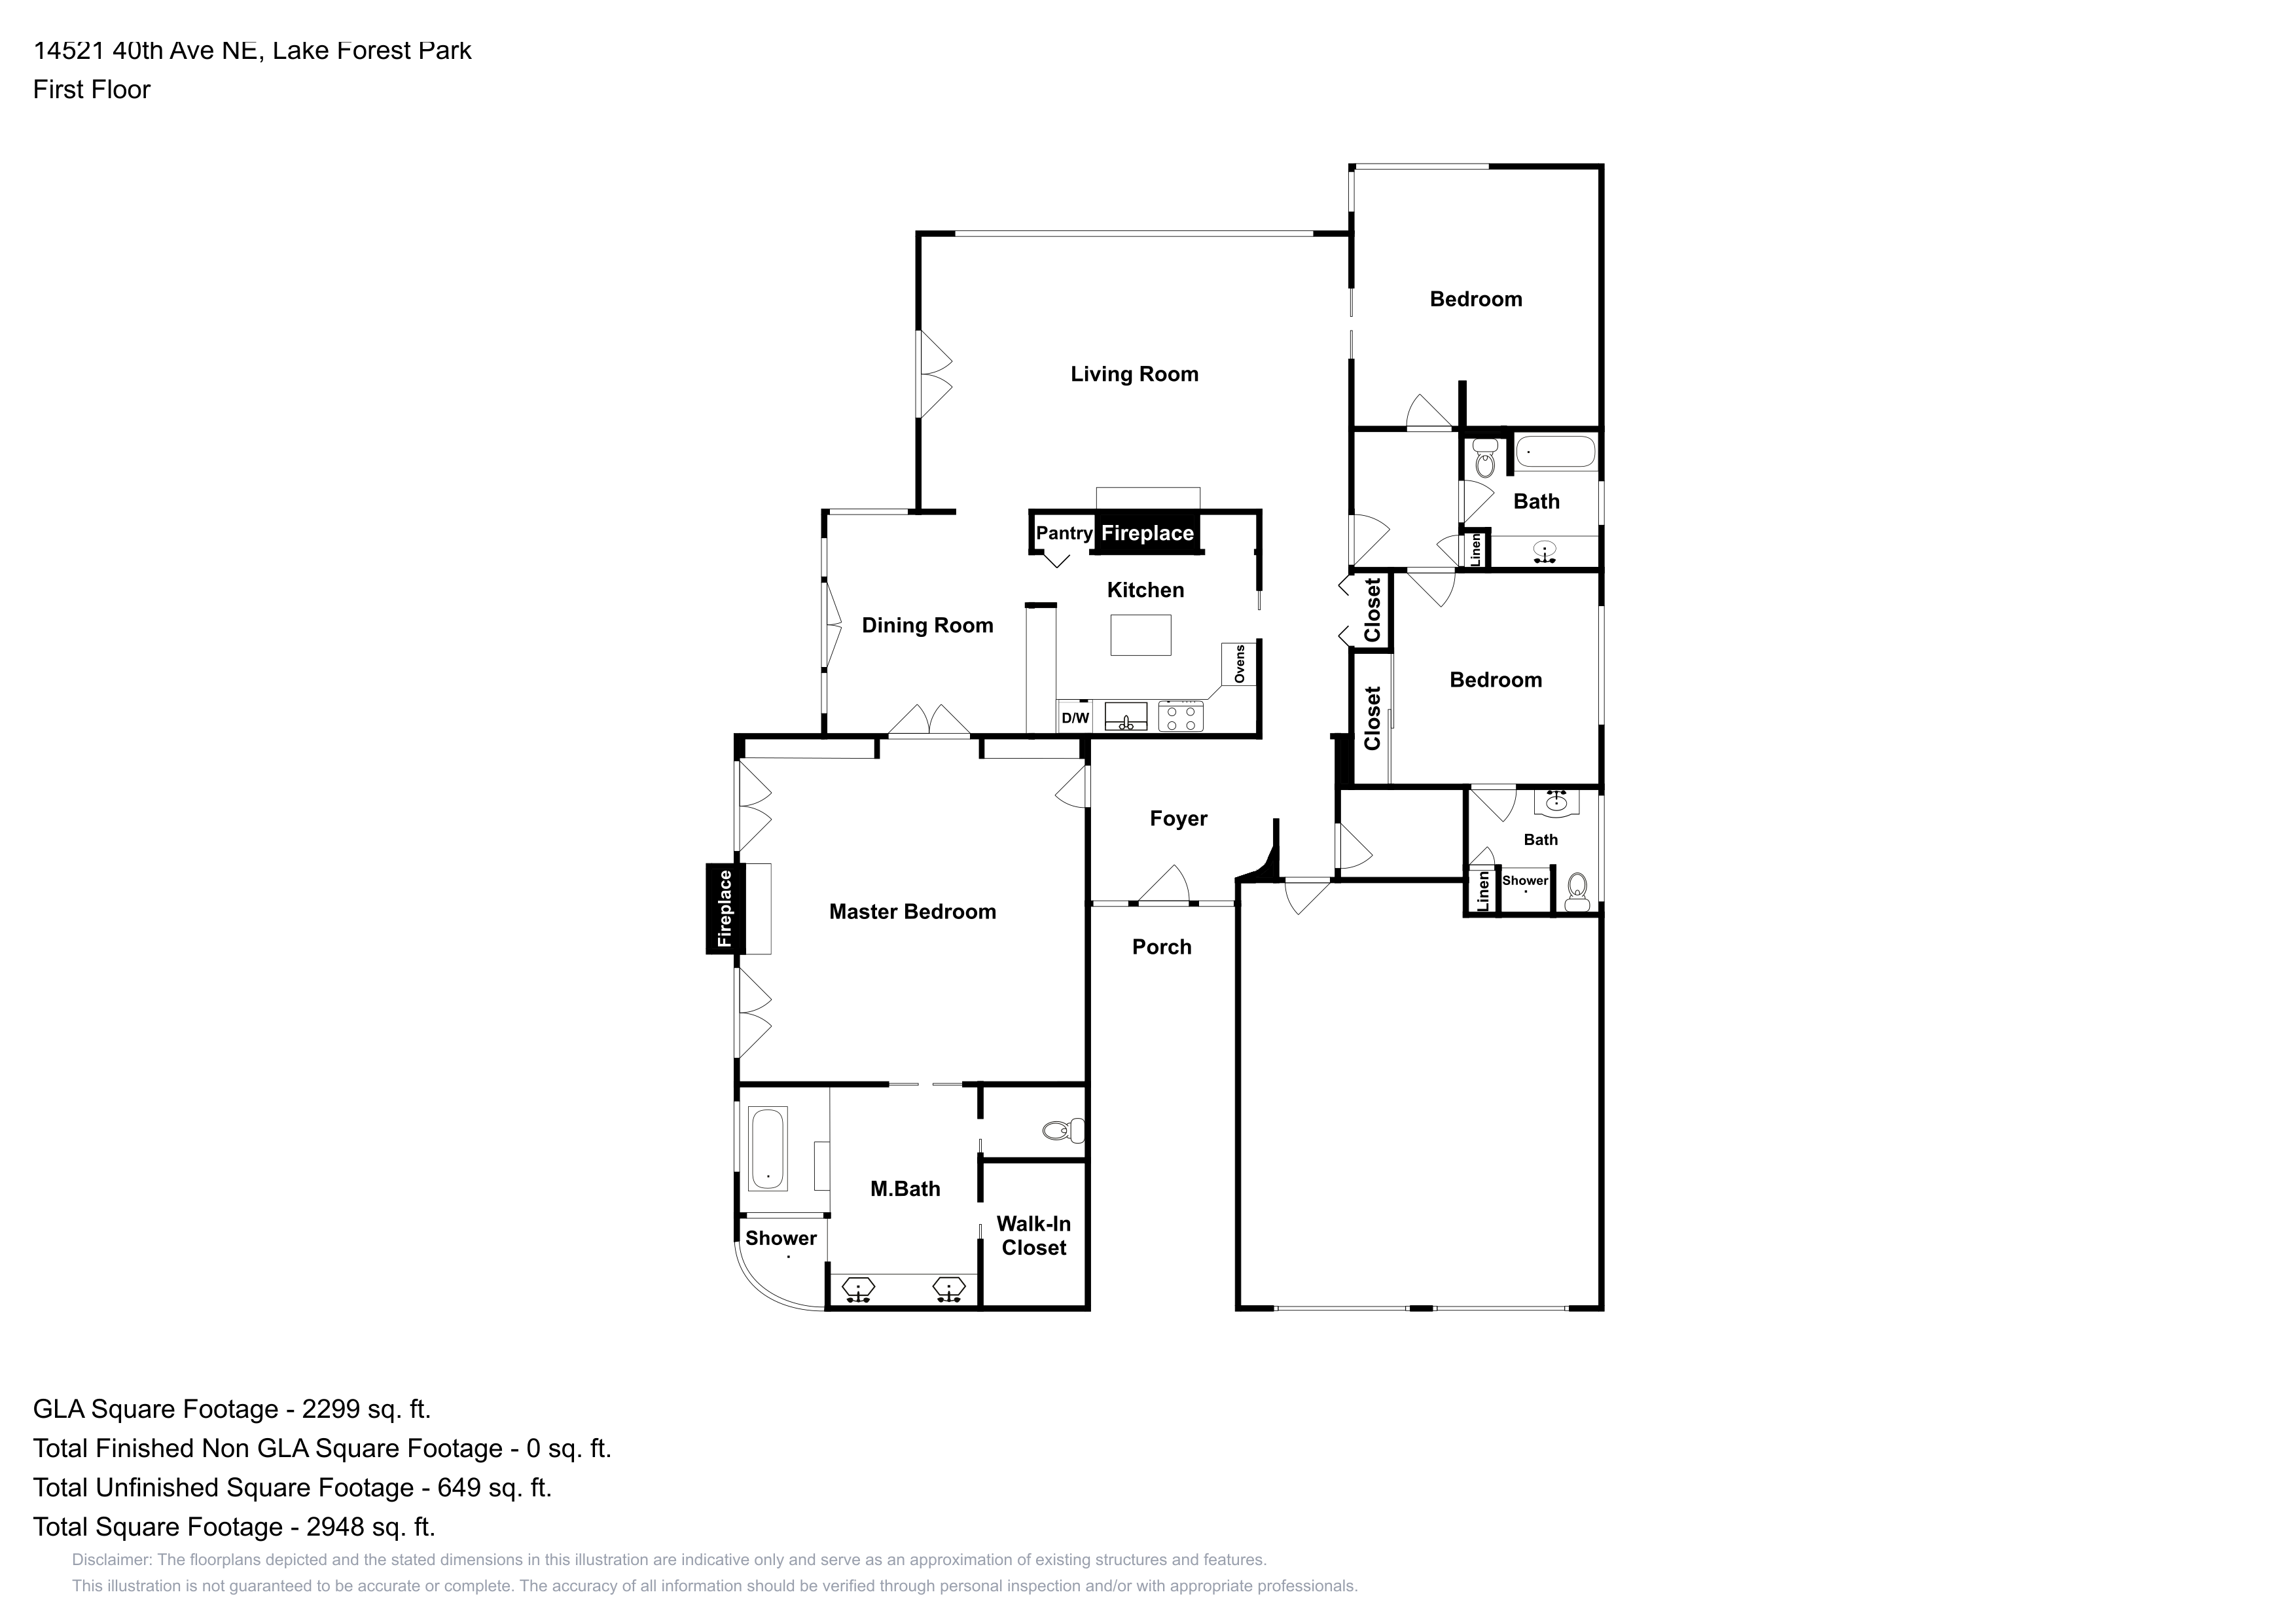 14521 40th Ave NE, Lake Forest Park
First Floor
Bedroom
Living Room
Bath
Pantry
Fireplace
Linen
Kitchen
Closet
Dining Room
Ovens
Bedroom
Closet
D/W
Foyer
Bath
Shower
Linen
Fireplace
Master Bedroom
Porch
M.Bath
Walk-In
Closet
Shower
GLA Square Footage - 2299 sq. ft.
Total Finished Non GLA Square Footage - 0 sq. ft.
Total Unfinished Square Footage - 649 sq. ft.
Total Square Footage - 2948 sq. ft.
Disclaimer: The floorplans depicted and the stated dimensions in this illustration are indicative only and serve as an approximation of existing structures and features.
This illustration is not guaranteed to be accurate or complete. The accuracy of all information should be verified through personal inspection and/or with appropriate professionals.